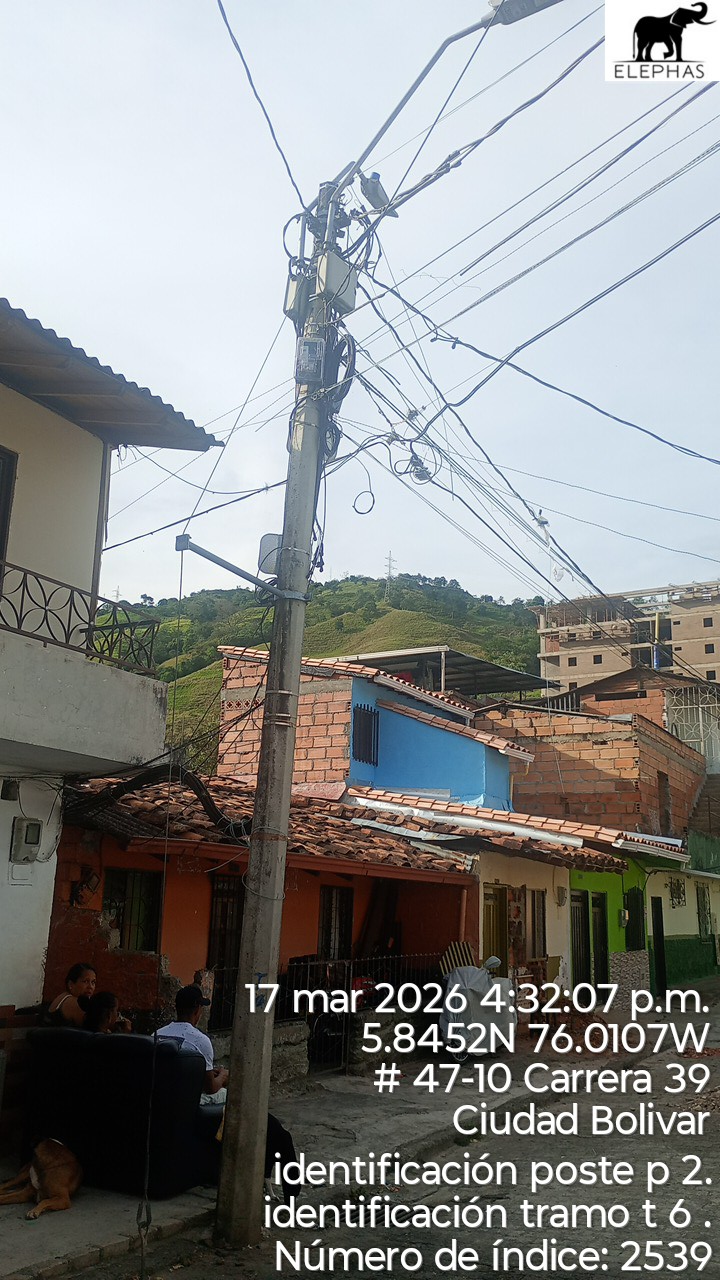 ELEPHAS
17 mar 2026 4:32:07 p.m.
5.8452N 76.0107W
# 47-10 Carrera 39
Ciudad Bolivar
identificación poste p 2.
identificación tramo t 6 .
Número de índice: 2539